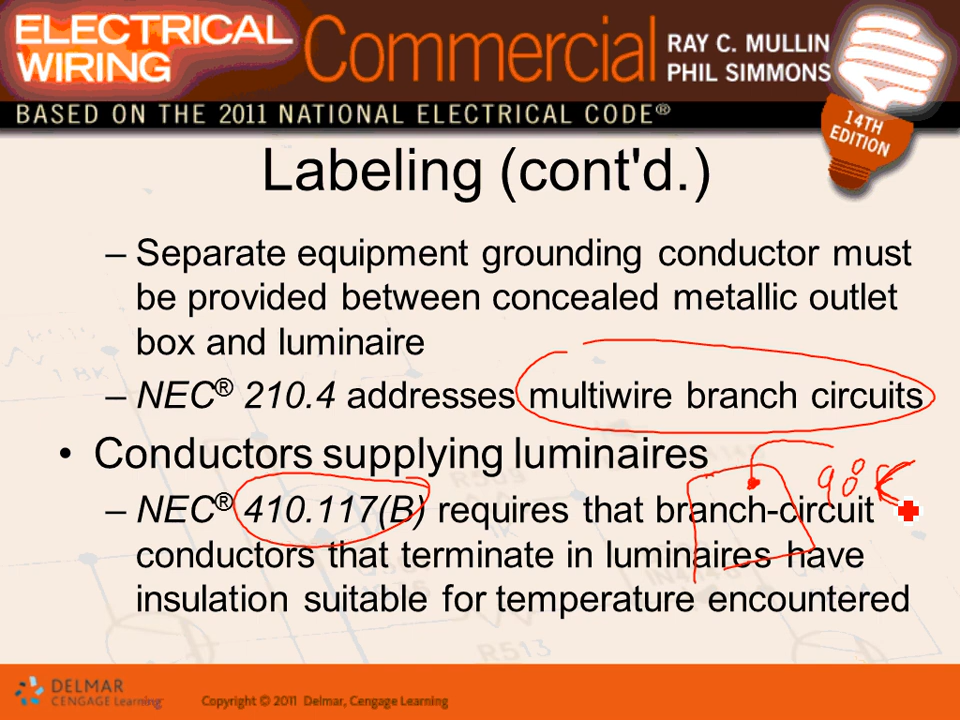 ELECTRICAL
WIRING
Commercial
RAY C. MULLIN
PHIL SIMMONS
BASED ON THE 2011 NATIONAL ELECTRICAL CODE®
14TH
EDITION
Labeling (cont'd.)
– Separate equipment grounding conductor must
be provided between concealed metallic outlet
box and luminaire
– NEC® 210.4 addresses multiwire branch circuits
• Conductors supplying luminaires
90°C
– NEC® 410.117(B) requires that branch-circuit
conductors that terminate in luminaires have
insulation suitable for temperature encountered
R513
DELMAR
CENGAGE Learning
Copyright © 2011 Delmar, Cengage Learning